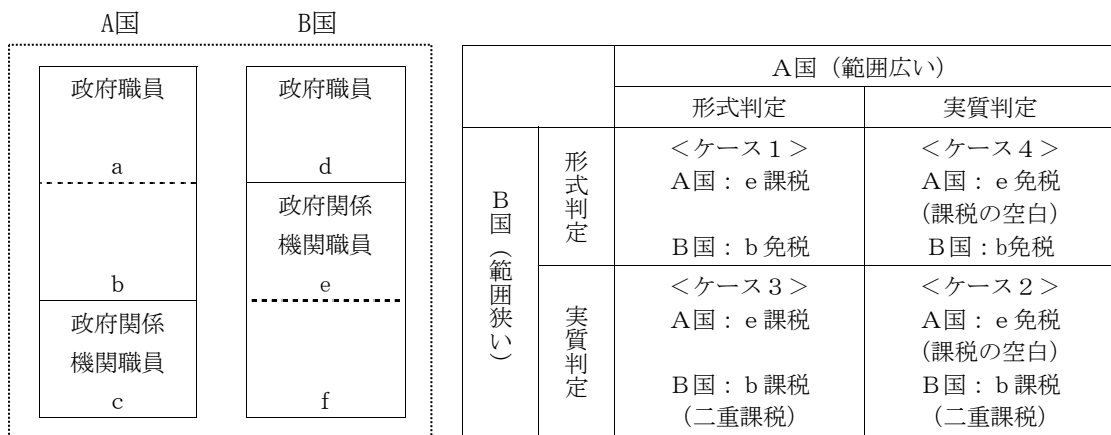 A国
B国
政府職員
a
b
政府関係
機関職員
c
政府職員
d
政府関係
機関職員
e
f
A国(範囲広い)
形式判定
実質判定
B国(範囲狭い)
形式判定
<ケース1>
A国:e課税
B国:b免税
<ケース4>
A国:e免税
(課税の空白)
B国:b免税
実質判定
<ケース3>
A国:e課税
B国:b課税
(二重課税)
<ケース2>
A国:e免税
(課税の空白)
B国:b課税
(二重課税)